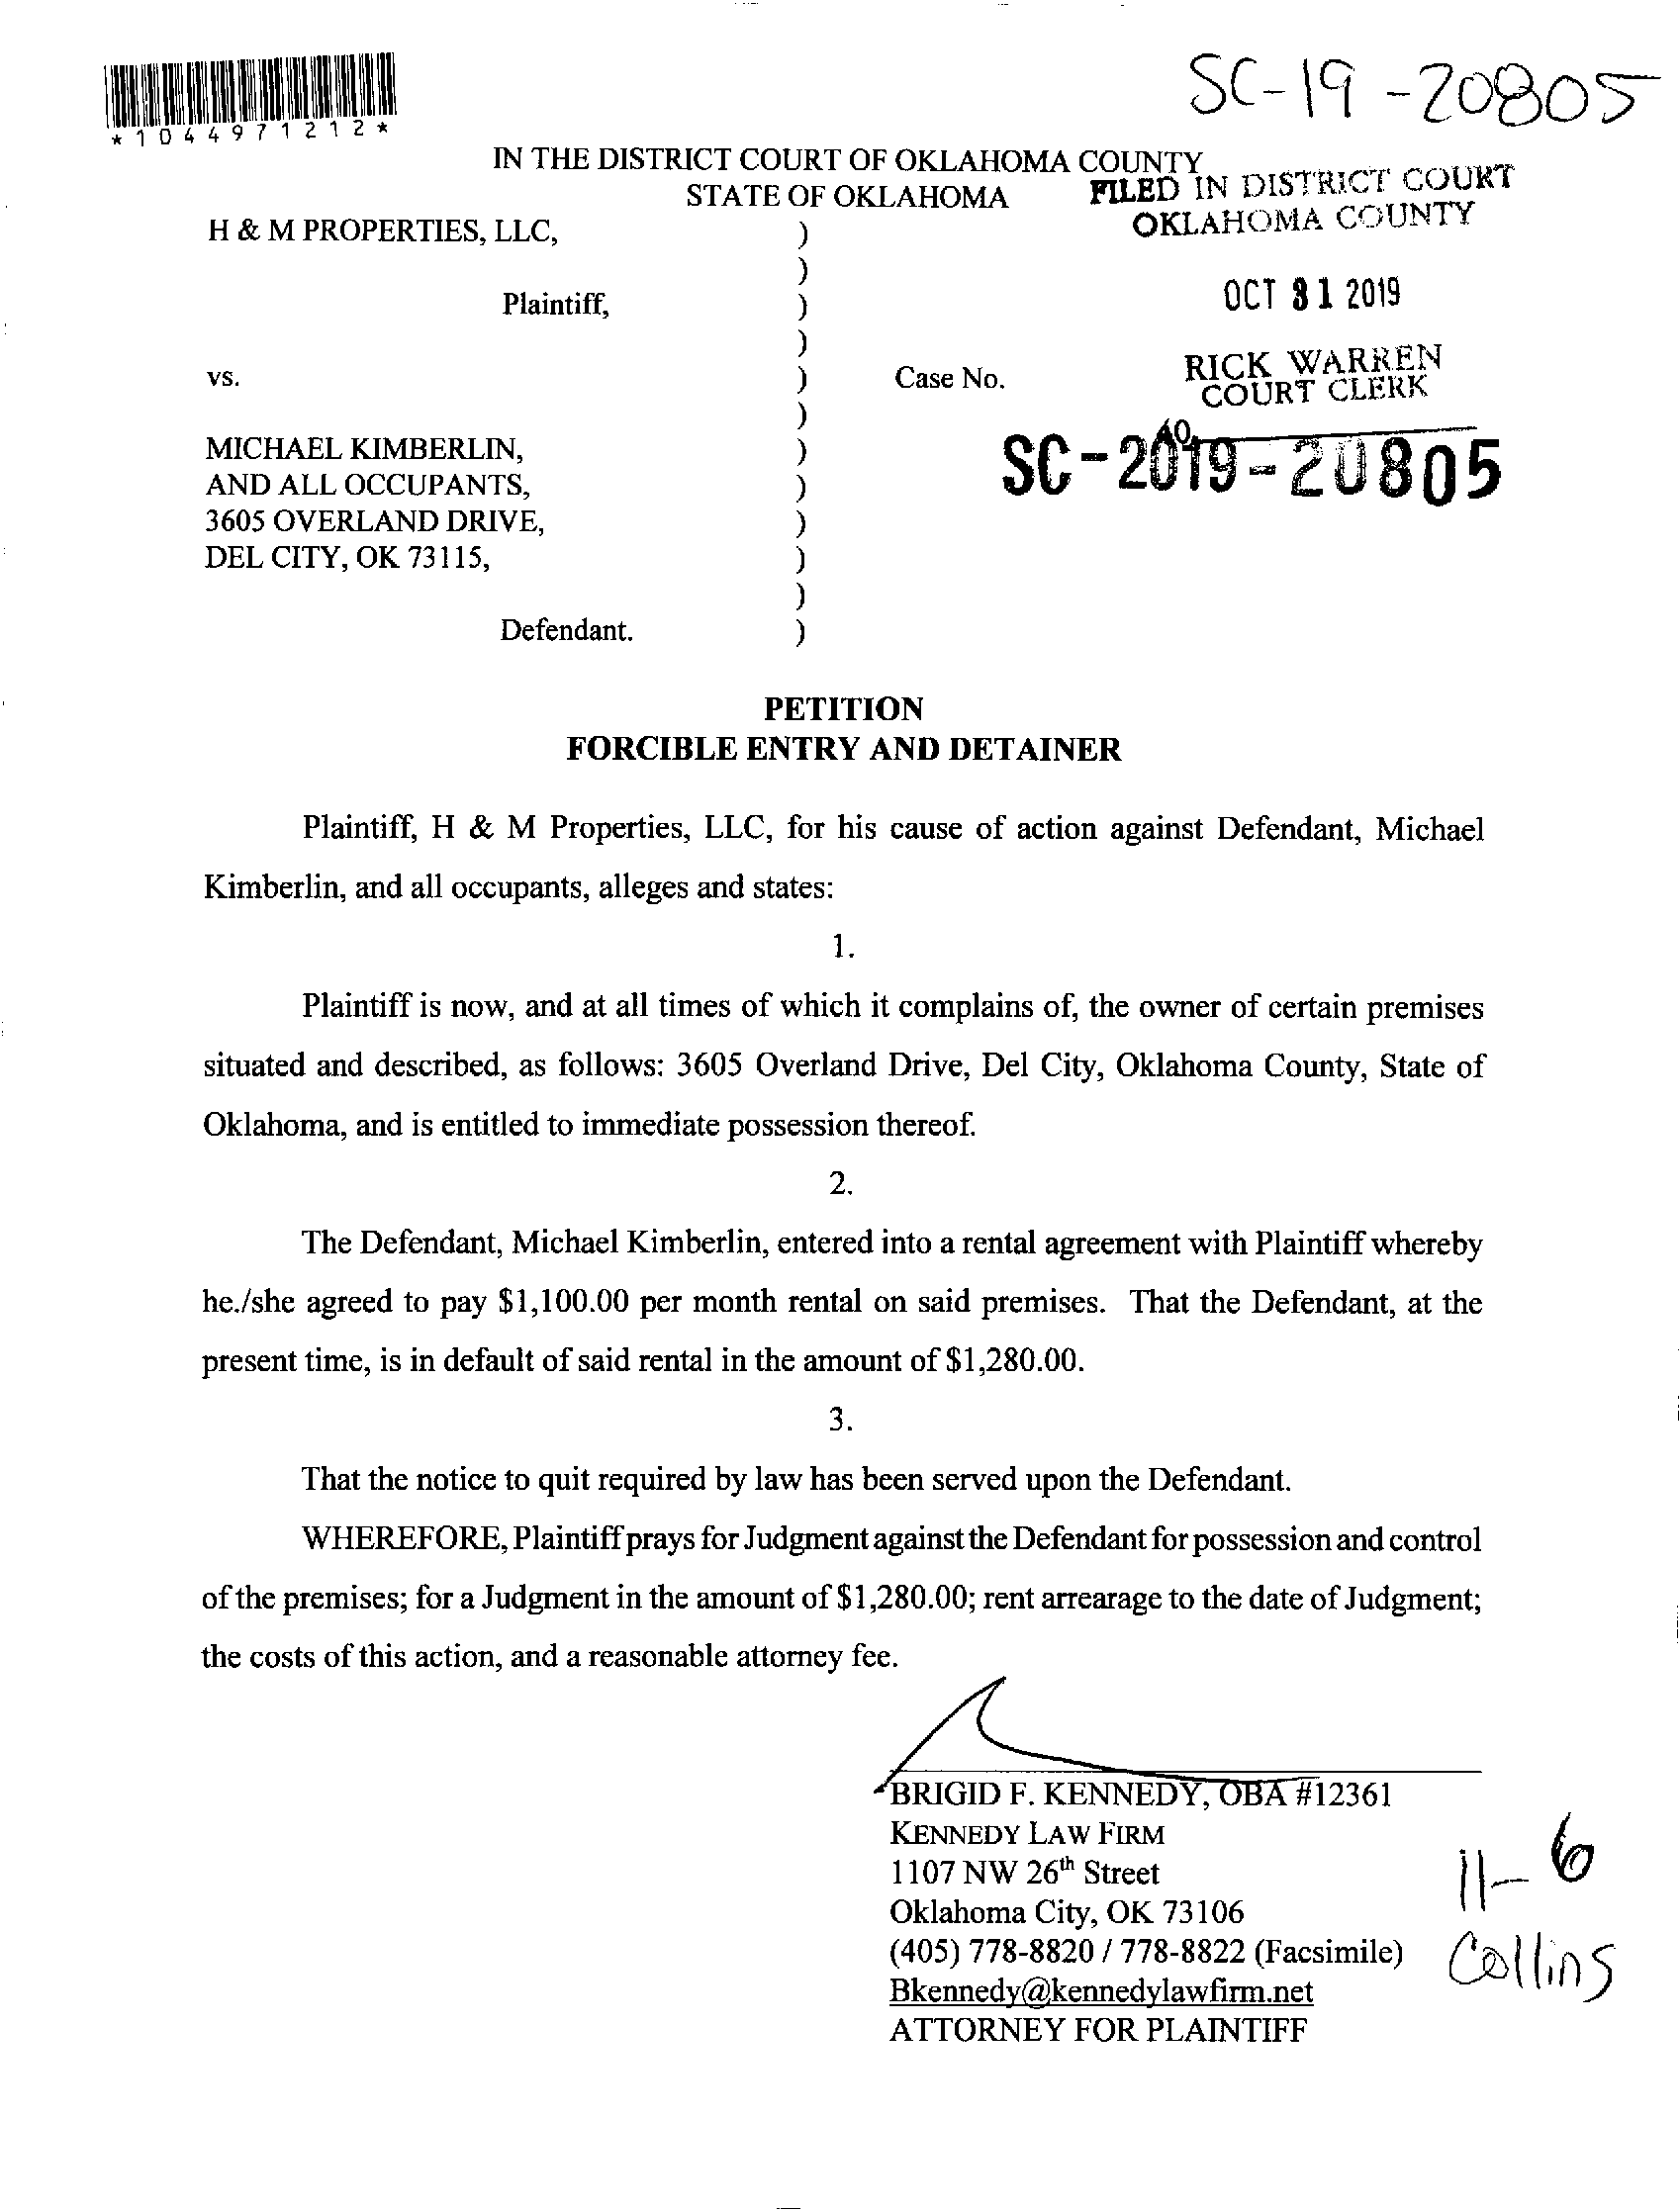 SC-19-20805
*1044971212*
IN THE DISTRICT COURT OF OKLAHOMA COUNTY
STATE OF OKLAHOMA
FILED IN DISTRICT COURT
OKLAHOMA COUNTY
H & M PROPERTIES, LLC, )
)
Plaintiff, )
OCT 31 2019
)
vs. ) Case No.
RICK WARREN
COURT CLERK
)
40
SC-2019-20805
MICHAEL KIMBERLIN, )
AND ALL OCCUPANTS, )
3605 OVERLAND DRIVE, )
DEL CITY, OK 73115, )
)
Defendant. )
PETITION
FORCIBLE ENTRY AND DETAINER
Plaintiff, H & M Properties, LLC, for his cause of action against Defendant, Michael
Kimberlin, and all occupants, alleges and states:
1.
Plaintiff is now, and at all times of which it complains of, the owner of certain premises
situated and described, as follows: 3605 Overland Drive, Del City, Oklahoma County, State of
Oklahoma, and is entitled to immediate possession thereof.
2.
The Defendant, Michael Kimberlin, entered into a rental agreement with Plaintiff whereby
he./she agreed to pay $1,100.00 per month rental on said premises. That the Defendant, at the
present time, is in default of said rental in the amount of $1,280.00.
3.
That the notice to quit required by law has been served upon the Defendant.
WHEREFORE, Plaintiff prays for Judgment against the Defendant for possession and control
of the premises; for a Judgment in the amount of $1,280.00; rent arrearage to the date of Judgment;
the costs of this action, and a reasonable attorney fee.
BRIGID F. KENNEDY, OBA #12361
KENNEDY LAW FIRM
1107 NW 26th Street
Oklahoma City, OK 73106
(405) 778-8820 / 778-8822 (Facsimile)
Bkennedy@kennedylawfirm.net
ATTORNEY FOR PLAINTIFF
11-6
Collins